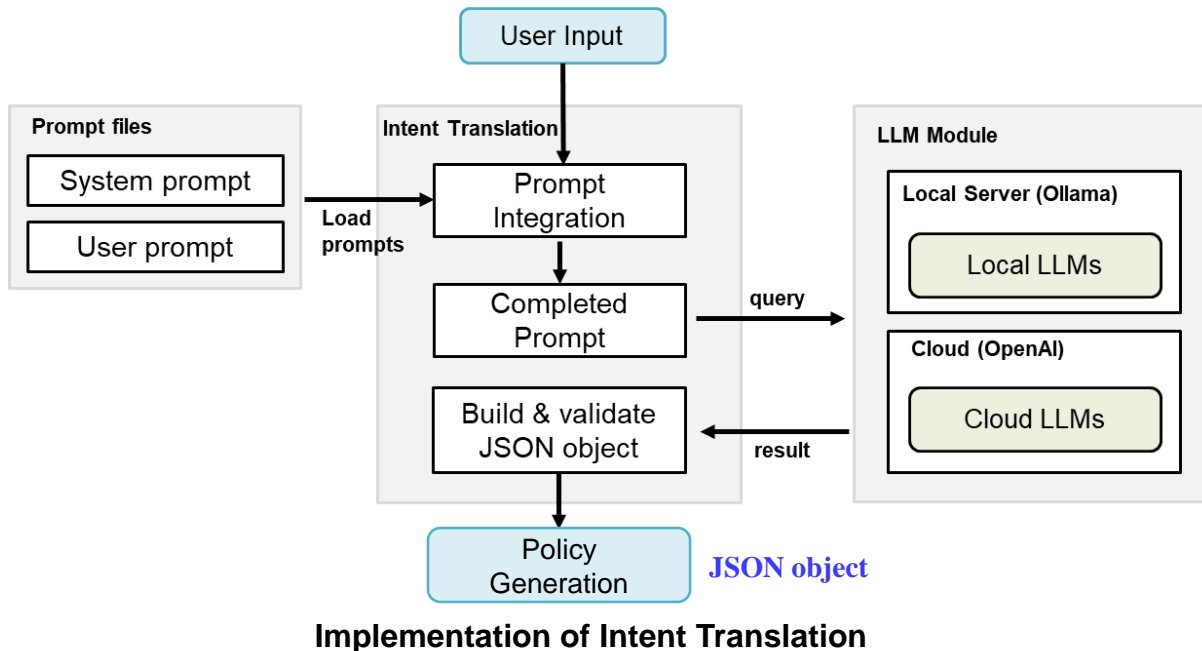 User Input
Prompt files
System prompt
User prompt
Load
prompts
Intent Translation
Prompt
Integration
Completed
Prompt
query
Build & validate
JSON object
result
LLM Module
Local Server (Ollama)
Local LLMs
Cloud (OpenAI)
Cloud LLMs
Policy
Generation
JSON object
Implementation of Intent Translation